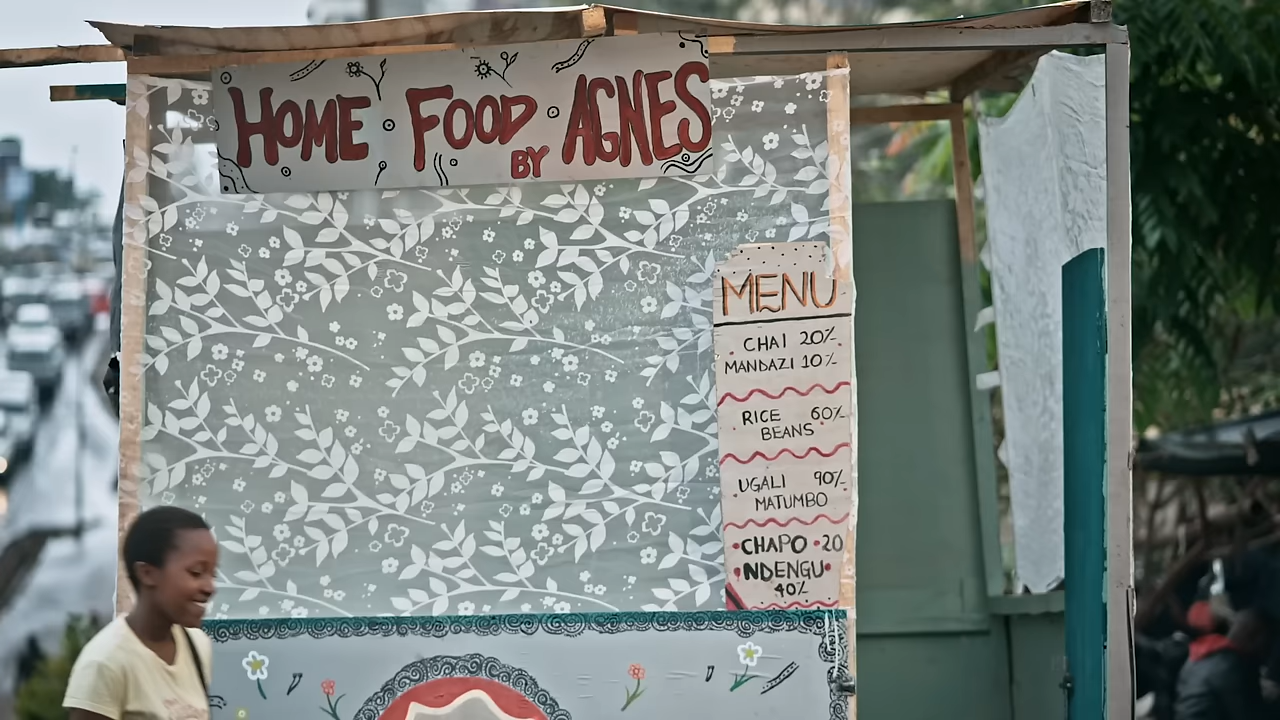 HOME FOOD BY AGNES
MENU
CHAI 20/-
MANDAZI 10/-
RICE 60/-
BEANS
UGALI 90/-
MATUMBO
CHAPO •20
NDENGU
40/-